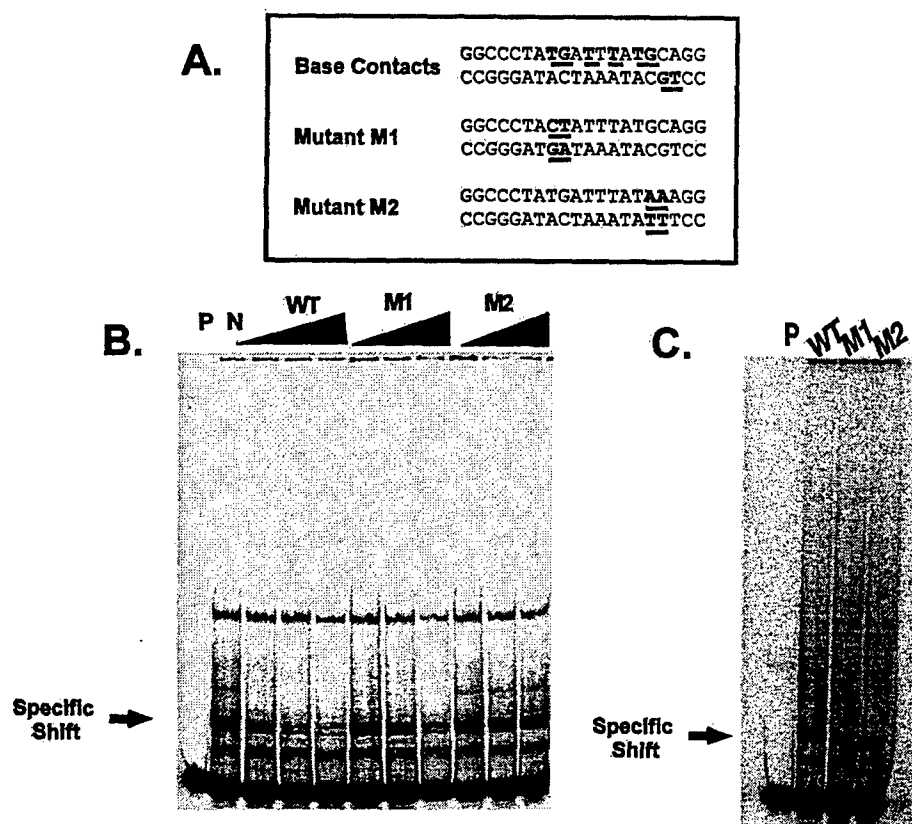 A.
Base Contacts
GGCCCTATGATTTATGCAGG
CCGGGATACTAAATACGTCC
Mutant M1
GGCCCTACTATTTATGCAGG
CCGGGATGATAAATACGTCC
Mutant M2
GGCCCTATGATTTATAAAGG
CCGGGATACTAAATATTTCC
B.
P N WT M1 M2
Specific
Shift
C.
P WT M1 M2
Specific
Shift